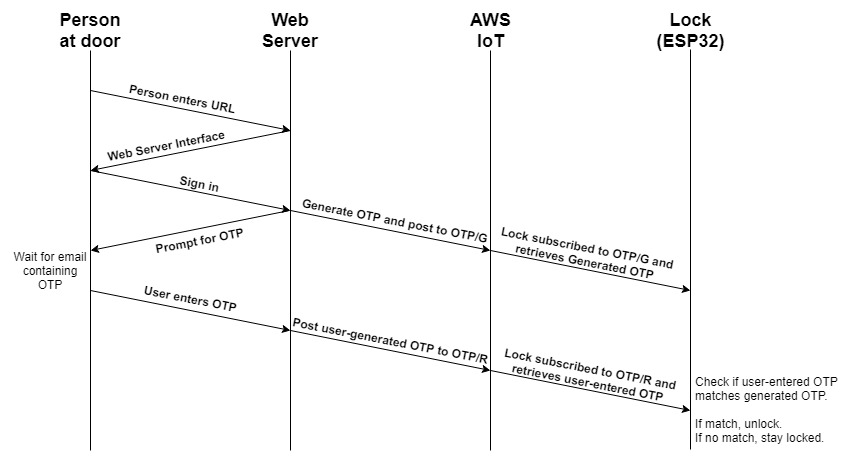 Person
at door
Web
Server
AWS
IoT
Lock
(ESP32)
Person enters URL
Web Server Interface
Sign in
Generate OTP and post to OTP/G
Lock subscribed to OTP/G and
retrieves Generated OTP
Prompt for OTP
Wait for email
containing
OTP
User enters OTP
Post user-generated OTP to OTP/R
Lock subscribed to OTP/R and
retrieves user-entered OTP
Check if user-entered OTP
matches generated OTP.
If match, unlock.
If no match, stay locked.